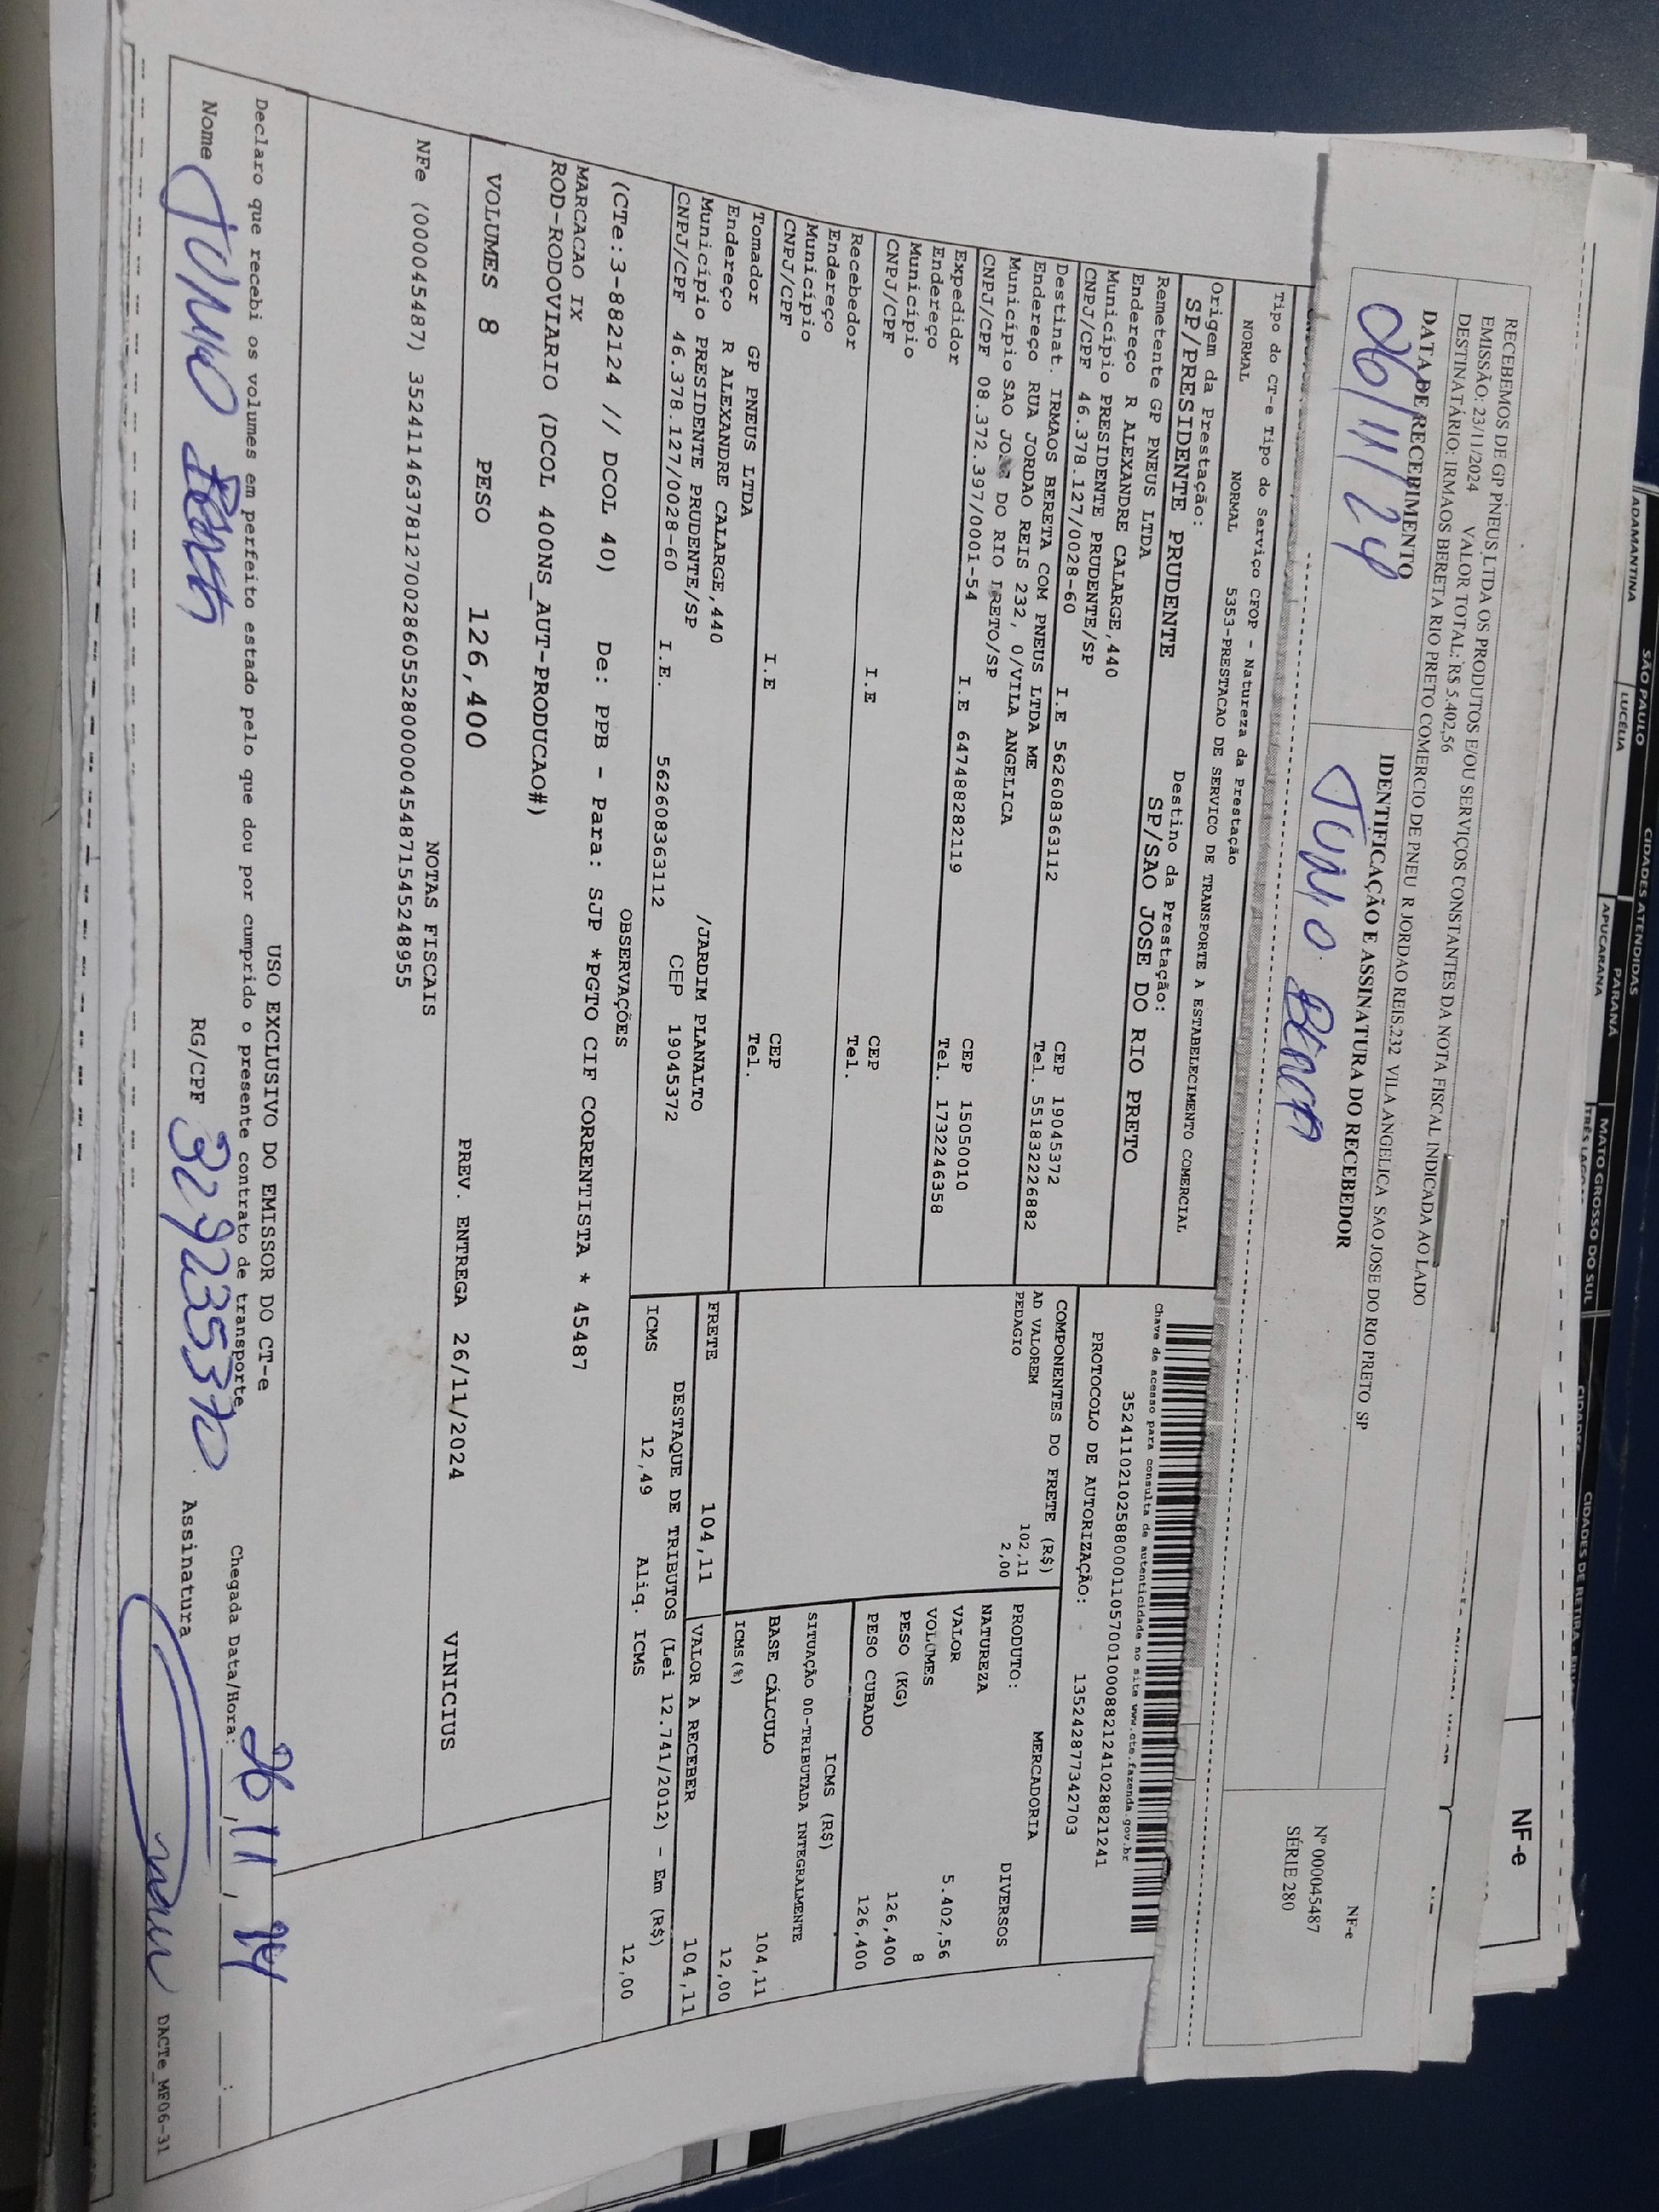 SÃO PAULO
ADAMANTINA
LUCÉLIA
CIDADES ATENDIDAS
PARANÁ
APUCARANA
MATO GROSSO DO SUL
NF-e
RECEBEMOS DE GP PNEUS LTDA OS PRODUTOS E/OU SERVIÇOS CONSTANTES DA NOTA FISCAL INDICADA AO LADO
EMISSÃO: 23/11/2024 VALOR TOTAL: R$ 5.402,56
DESTINATÁRIO: IRMAOS BERETA RIO PRETO COMERCIO DE PNEU R JORDAO REIS,232 VILA ANGELICA SAO JOSE DO RIO PRETO SP
DATA DE RECEBIMENTO
26/11/24
IDENTIFICAÇÃO E ASSINATURA DO RECEBEDOR
NF-e
Nº 000045487
SÉRIE 280
Tipo do CT-e Tipo do Serviço CFOP - Natureza da Prestação
NORMAL NORMAL 5353-PRESTACAO DE SERVICO DE TRANSPORTE A ESTABELECIMENTO COMERCIAL
Origem da Prestação: Destino da Prestação:
SP/PRESIDENTE PRUDENTE SP/SAO JOSE DO RIO PRETO
Remetente GP PNEUS LTDA
Endereço R ALEXANDRE CALARGE,440
Município PRESIDENTE PRUDENTE/SP CEP 19045372
CNPJ/CPF 46.378.127/0028-60 I.E 562608363112 Tel. 551832226882
Destinat. IRMAOS BERETA COM PNEUS LTDA ME
Endereço RUA JORDAO REIS 232, 0/VILA ANGELICA
Município SAO JOSE DO RIO PRETO/SP CEP 15050010
CNPJ/CPF 08.372.397/0001-54 I.E 647488282119 Tel. 1732246358
Expedidor
Endereço
Município CEP
CNPJ/CPF I.E Tel.
Recebedor
Endereço
Município CEP
CNPJ/CPF I.E Tel.
Tomador GP PNEUS LTDA
Endereço R ALEXANDRE CALARGE,440 /JARDIM PLANALTO
Município PRESIDENTE PRUDENTE/SP CEP 19045372
CNPJ/CPF 46.378.127/0028-60 I.E. 562608363112
Chave de acesso para consulta de autenticidade no site www.cte.fazenda.gov.br
35241102102588000110570010008821241028821241
PROTOCOLO DE AUTORIZAÇÃO: 135242877342703
COMPONENTES DO FRETE (R$)
AD VALOREM 102,11
PEDAGIO 2,00
MERCADORIA
PRODUTO: DIVERSOS
NATUREZA
VALOR 5.402,56
VOLUMES 8
PESO (KG) 126,400
PESO CUBADO 126,400
ICMS (R$)
SITUAÇÃO 00-TRIBUTADA INTEGRALMENTE
BASE CÁLCULO 104,11
ICMS(%) 12,00
FRETE 104,11 VALOR A RECEBER 104,11
DESTAQUE DE TRIBUTOS (Lei 12.741/2012) - Em (R$)
ICMS 12,49 Aliq. ICMS 12,00
OBSERVAÇÕES
(CTe:3-882124 // DCOL 40) De: PPB - Para: SJP *PGTO CIF CORRENTISTA * 45487
MARCACAO IX
ROD-RODOVIARIO (DCOL 400NS_AUT-PRODUCAO#)
VOLUMES 8 PESO 126,400 PREV. ENTREGA 26/11/2024 VINICIUS
NOTAS FISCAIS
NFe (000045487) 35241146378127002860552800000454871545248955
USO EXCLUSIVO DO EMISSOR DO CT-e
Declaro que recebi os volumes em perfeito estado pelo que dou por cumprido o presente contrato de transporte
Chegada Data/Hora: 26/11/24
Nome RG/CPF Assinatura
DACTe_MF06-31